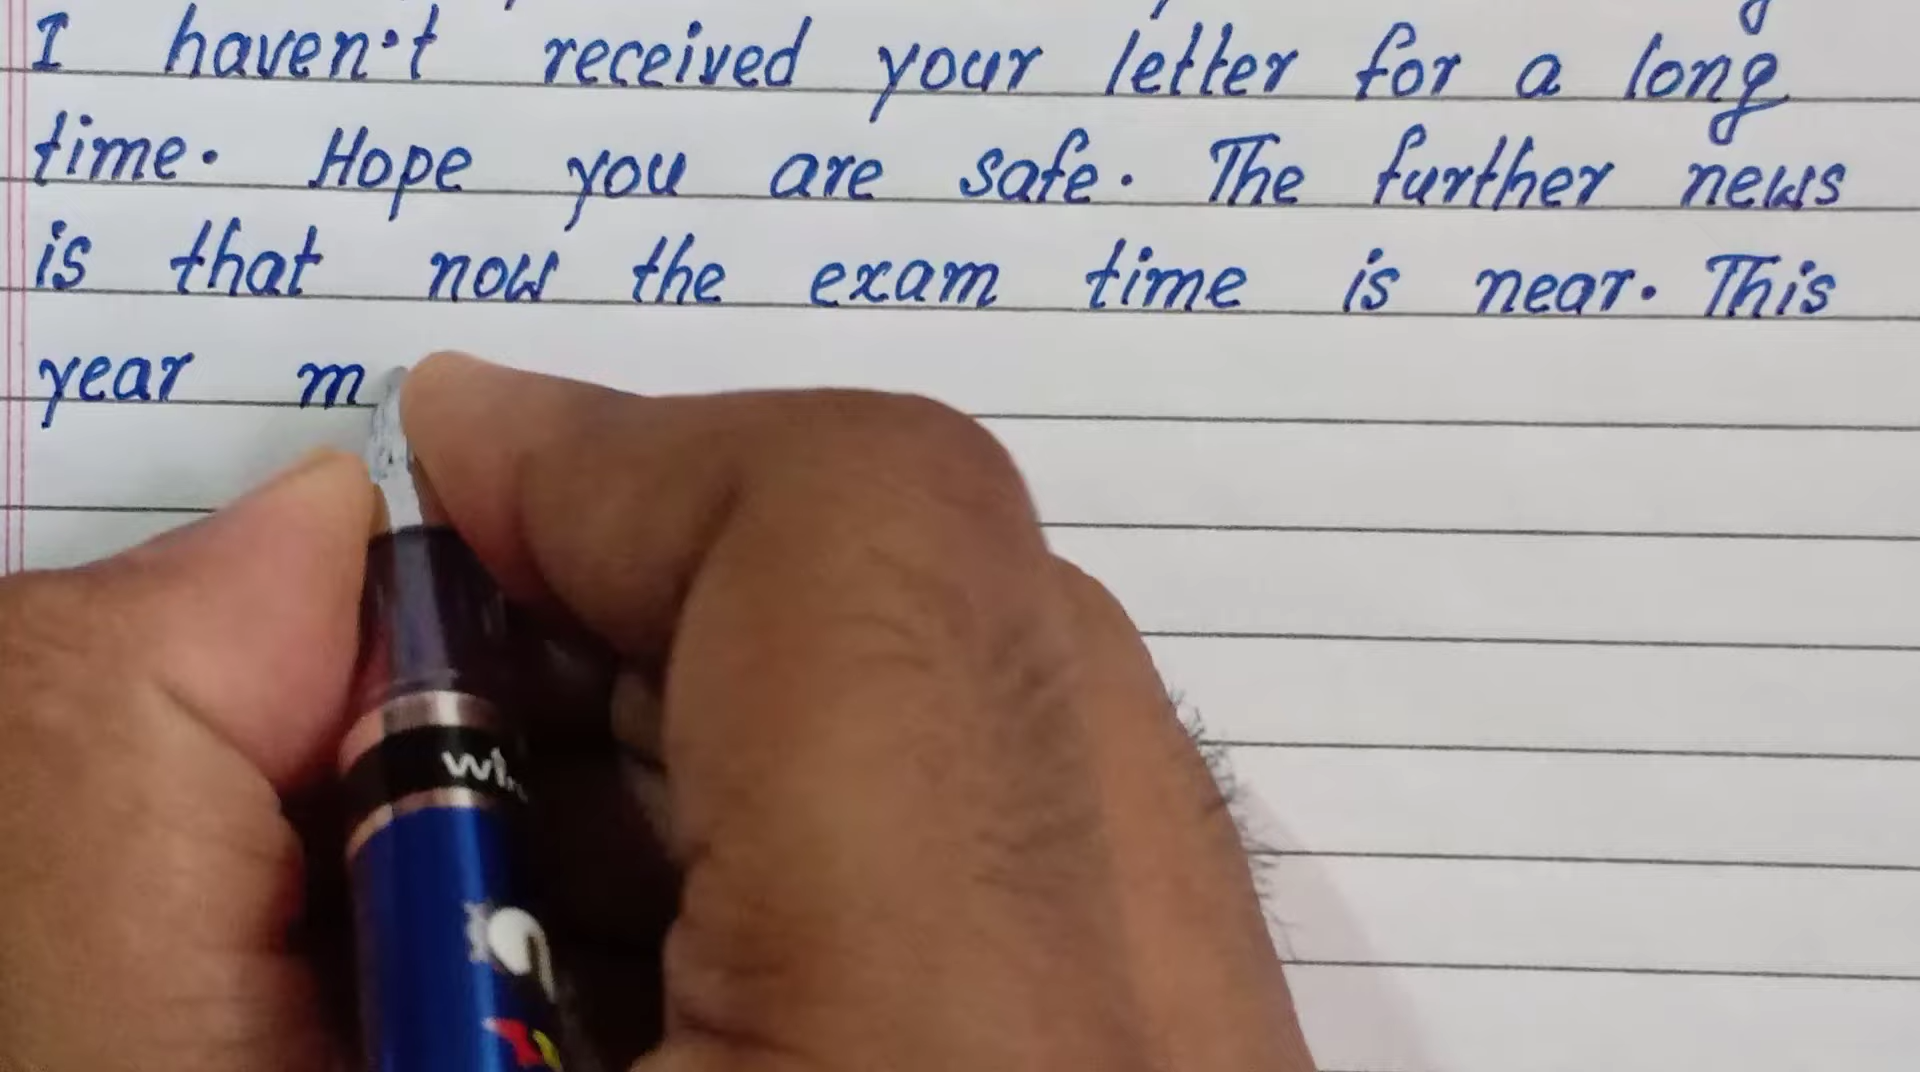 I haven't received your letter for a long
time. Hope you are safe. The further news
is that now the exam time is near. This
year m